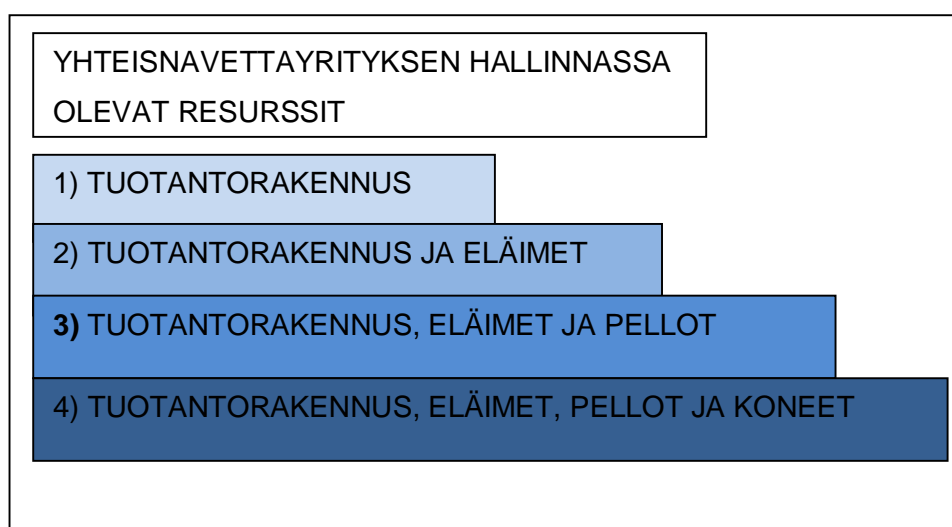 YHTEISNAVETTAYRITYKSEN HALLINNASSA
OLEVAT RESURSSIT
1) TUOTANTORAKENNUS
2) TUOTANTORAKENNUS JA ELÄIMET
3) TUOTANTORAKENNUS, ELÄIMET JA PELLOT
4) TUOTANTORAKENNUS, ELÄIMET, PELLOT JA KONEET